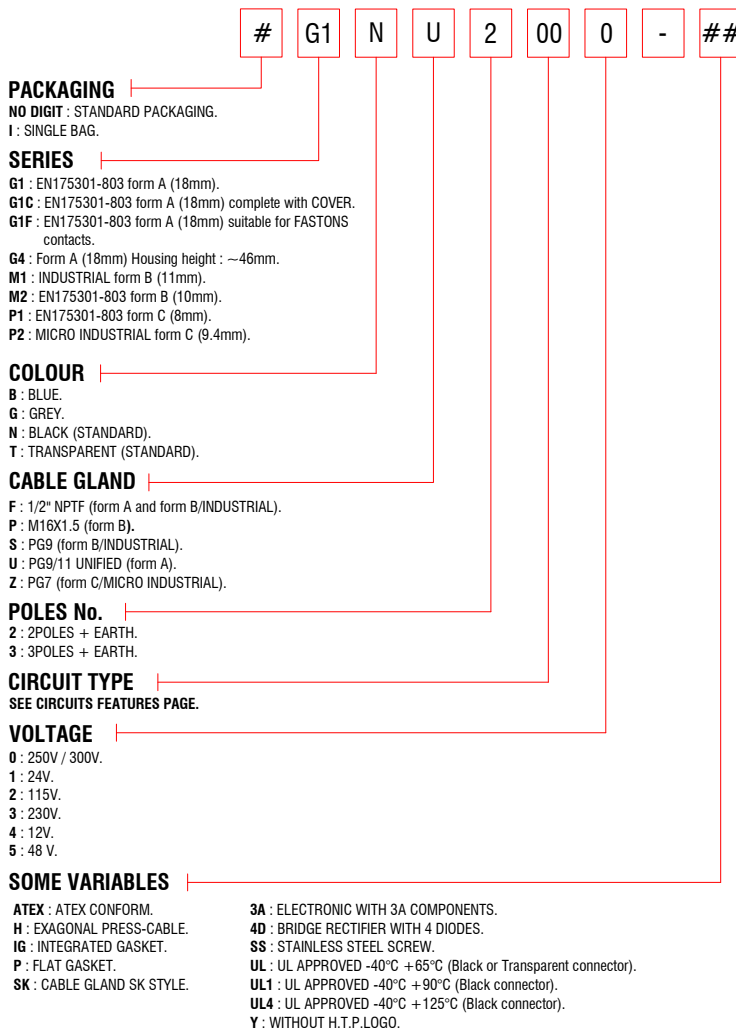 # G1 N U 2 00 0 - ##
PACKAGING
NO DIGIT : STANDARD PACKAGING.
I : SINGLE BAG.
SERIES
G1 : EN175301-803 form A (18mm).
G1C : EN175301-803 form A (18mm) complete with COVER.
G1F : EN175301-803 form A (18mm) suitable for FASTONS
contacts.
G4 : Form A (18mm) Housing height : ~46mm.
M1 : INDUSTRIAL form B (11mm).
M2 : EN175301-803 form B (10mm).
P1 : EN175301-803 form C (8mm).
P2 : MICRO INDUSTRIAL form C (9.4mm).
COLOUR
B : BLUE.
G : GREY.
N : BLACK (STANDARD).
T : TRANSPARENT (STANDARD).
CABLE GLAND
F : 1/2" NPTF (form A and form B/INDUSTRIAL).
P : M16X1.5 (form B).
S : PG9 (form B/INDUSTRIAL).
U : PG9/11 UNIFIED (form A).
Z : PG7 (form C/MICRO INDUSTRIAL).
POLES No.
2 : 2POLES + EARTH.
3 : 3POLES + EARTH.
CIRCUIT TYPE
SEE CIRCUITS FEATURES PAGE.
VOLTAGE
0 : 250V / 300V.
1 : 24V.
2 : 115V.
3 : 230V.
4 : 12V.
5 : 48 V.
SOME VARIABLES
ATEX : ATEX CONFORM.
H : EXAGONAL PRESS-CABLE.
IG : INTEGRATED GASKET.
P : FLAT GASKET.
SK : CABLE GLAND SK STYLE.
3A : ELECTRONIC WITH 3A COMPONENTS.
4D : BRIDGE RECTIFIER WITH 4 DIODES.
SS : STAINLESS STEEL SCREW.
UL : UL APPROVED -40°C +65°C (Black or Transparent connector).
UL1 : UL APPROVED -40°C +90°C (Black connector).
UL4 : UL APPROVED -40°C +125°C (Black connector).
Y : WITHOUT H.T.P.LOGO.